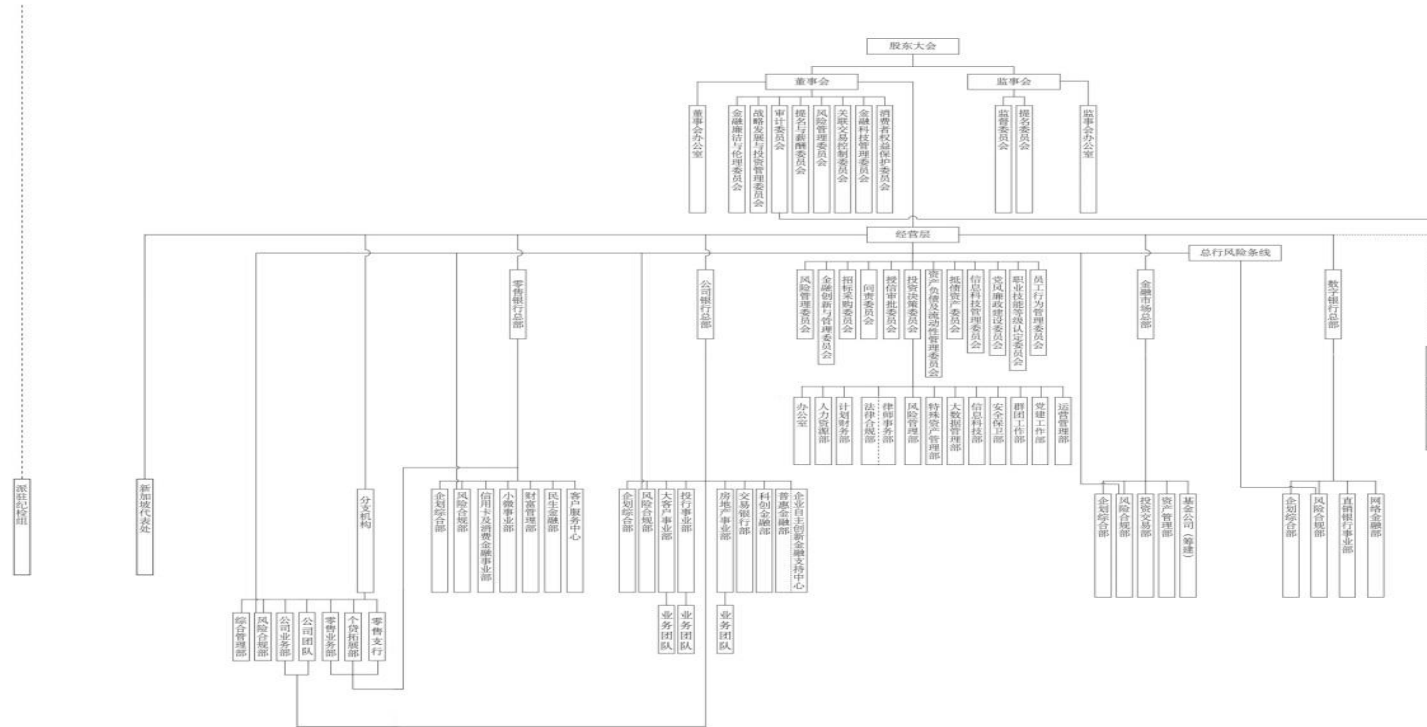 股东大会
董事会
监事会
董事会办公室
金融廉洁与伦理委员会
战略发展与投资管理委员会
审计委员会
提名与薪酬委员会
风险管理委员会
关联交易控制委员会
金融科技管理委员会
消费者权益保护委员会
监督委员会
提名委员会
监事会办公室
经营层
总行风险条线
零售银行总部
公司银行总部
风险管理委员会
金融创新与管理委员会
招标采购委员会
问责委员会
授信审批委员会
投资决策委员会
资产负债及流动性管理委员会
抵债资产委员会
信息科技管理委员会
党风廉政建设委员会
职业技能等级认定委员会
员工行为管理委员会
金融市场总部
数字银行总部
办公室
人力资源部
计划财务部
法律合规部
律师事务部
风险管理部
特殊资产管理部
大数据管理部
信息科技部
安全保卫部
群团工作部
党建工作部
运营管理部
派驻纪检组
新加坡代表处
分支机构
企划综合部
风险合规部
信用卡及消费金融事业部
小微事业部
财富管理部
民生金融部
客户服务中心
企划综合部
风险合规部
大客户事业部
投行事业部
房地产事业部
交易银行部
科创金融部
普惠金融部
企业自主创新金融支持中心
企划综合部
风险合规部
投资交易部
资产管理部
基金公司（筹建）
企划综合部
风险合规部
直销银行事业部
网络金融部
综合管理部
风险合规部
公司业务部
公司团队
零售业务部
个贷拓展部
零售支行
业务团队
业务团队
业务团队